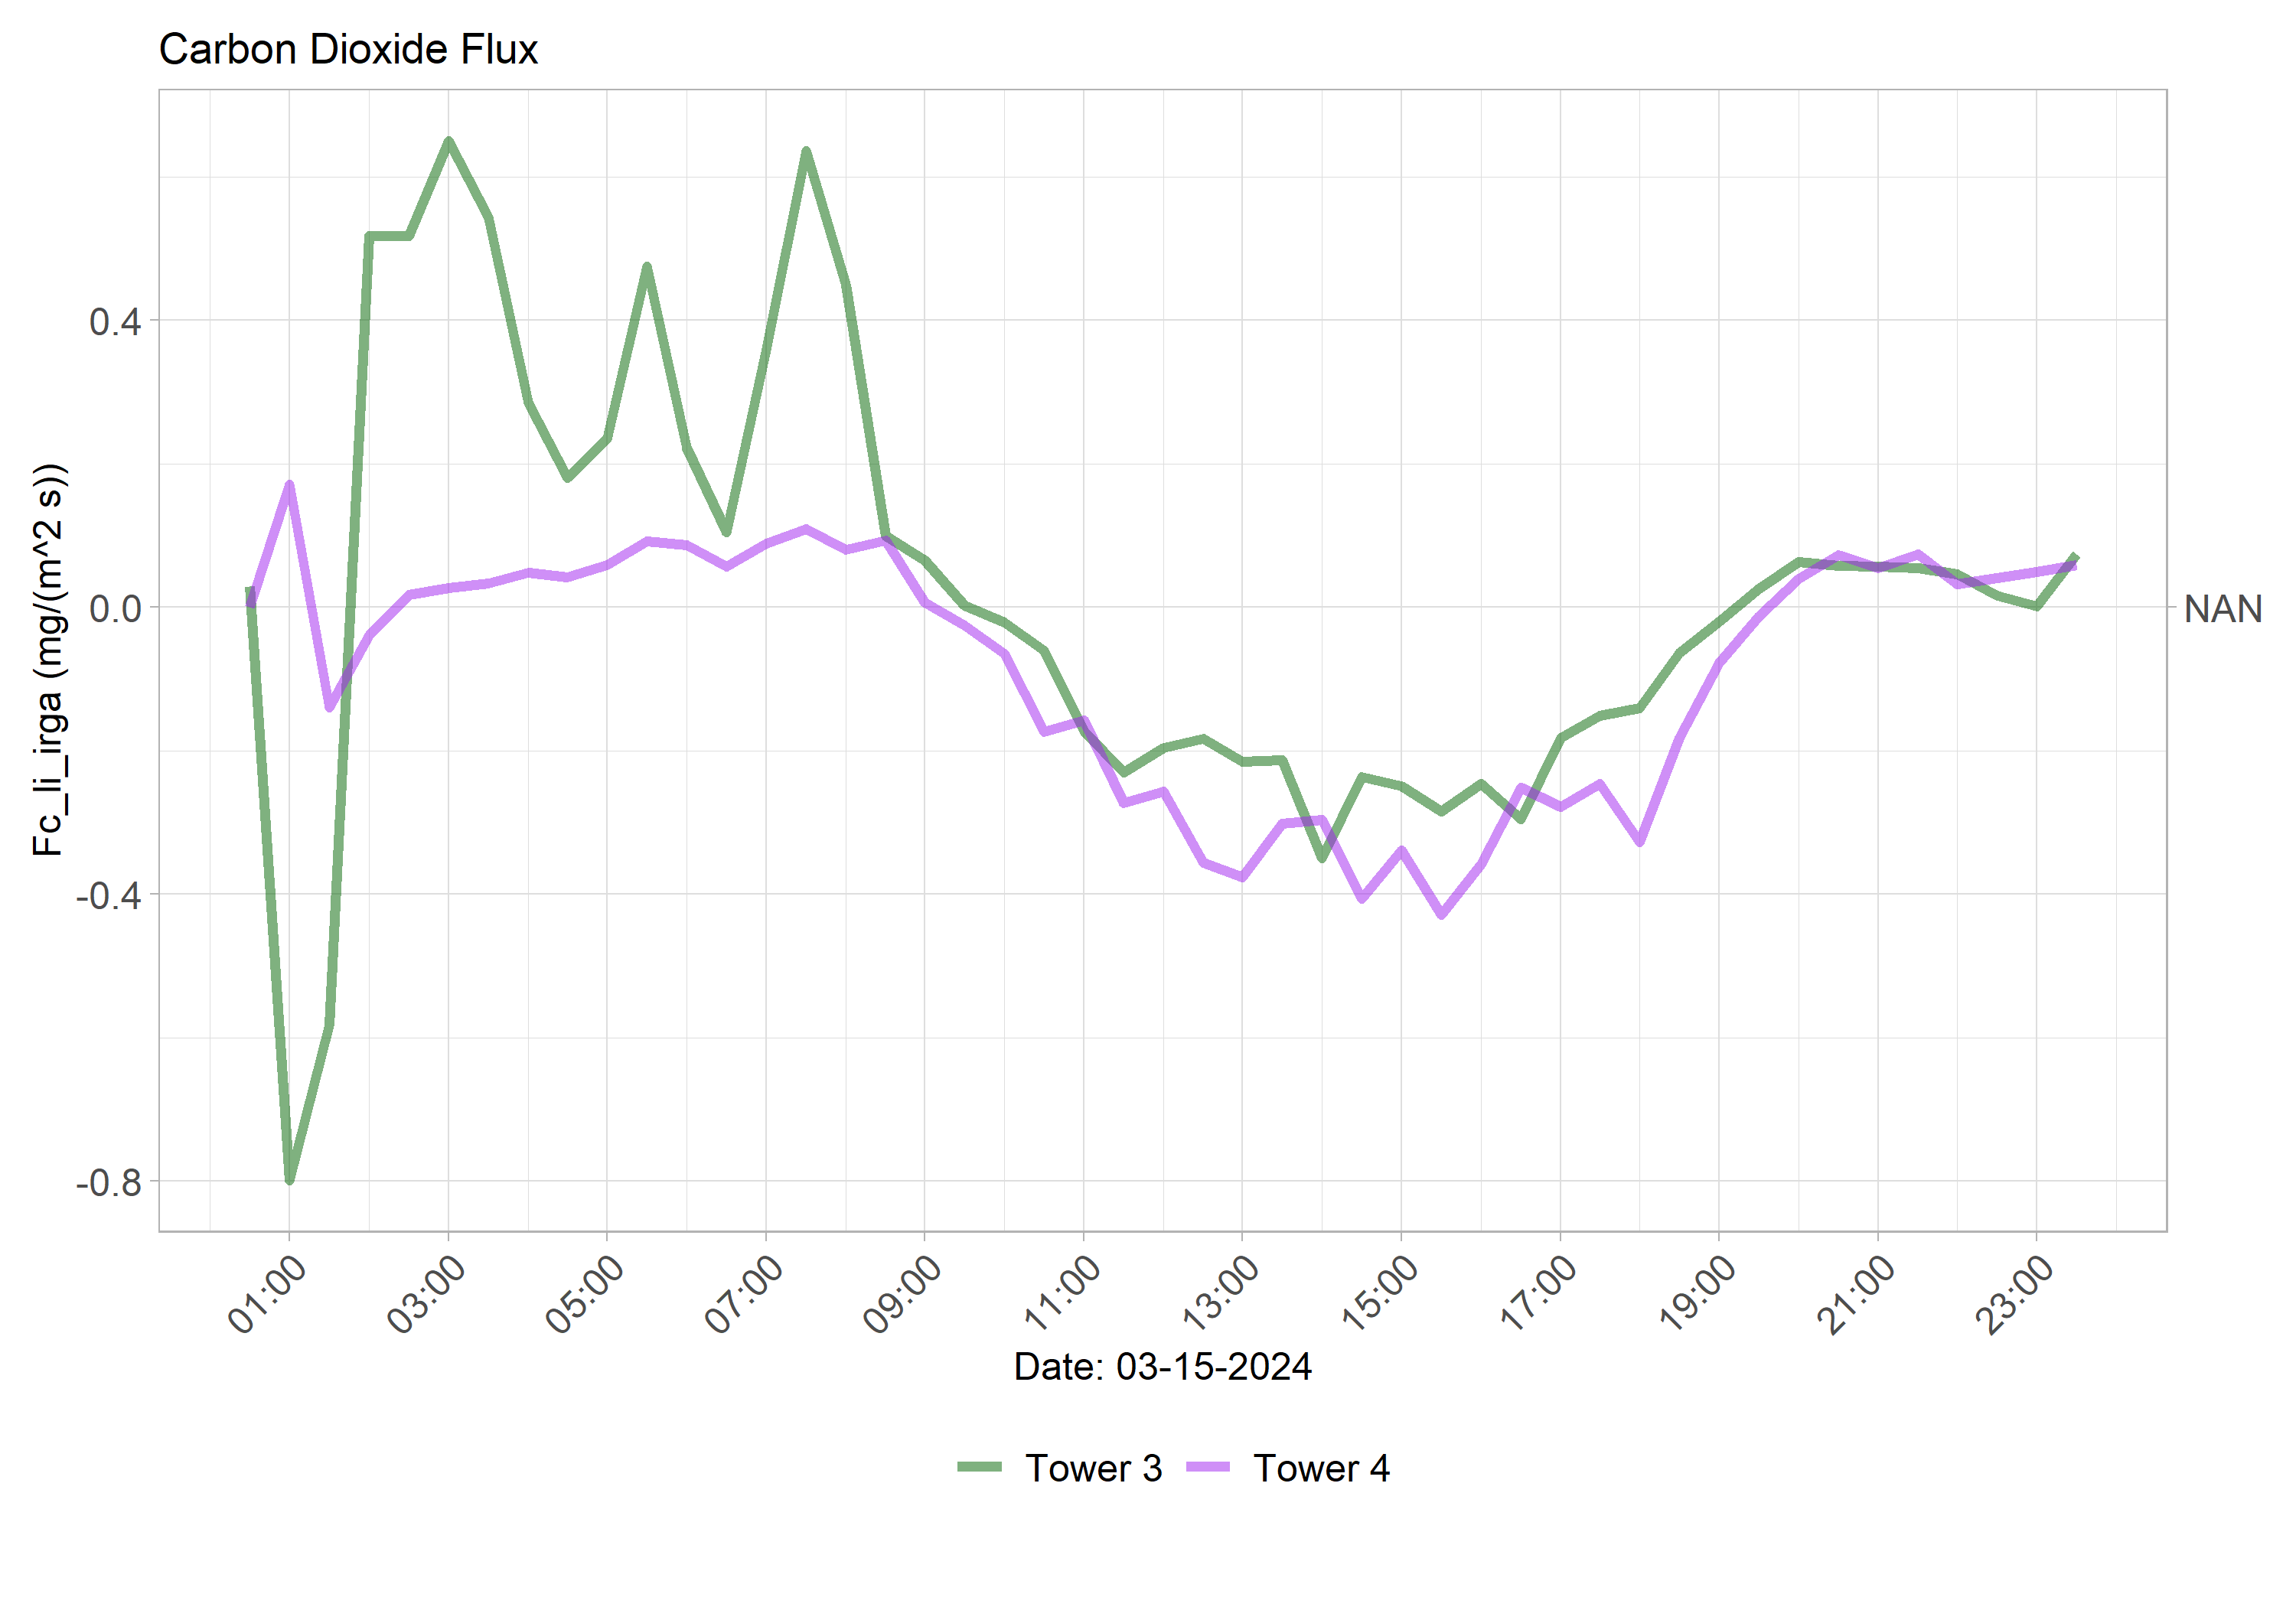 Carbon Dioxide Flux
Fc_li_irga (mg/(m^2 s))
0.4
0.0
-0.4
-0.8
NAN
01:00
03:00
05:00
07:00
09:00
11:00
13:00
15:00
17:00
19:00
21:00
23:00
Date: 03-15-2024
Tower 3
Tower 4